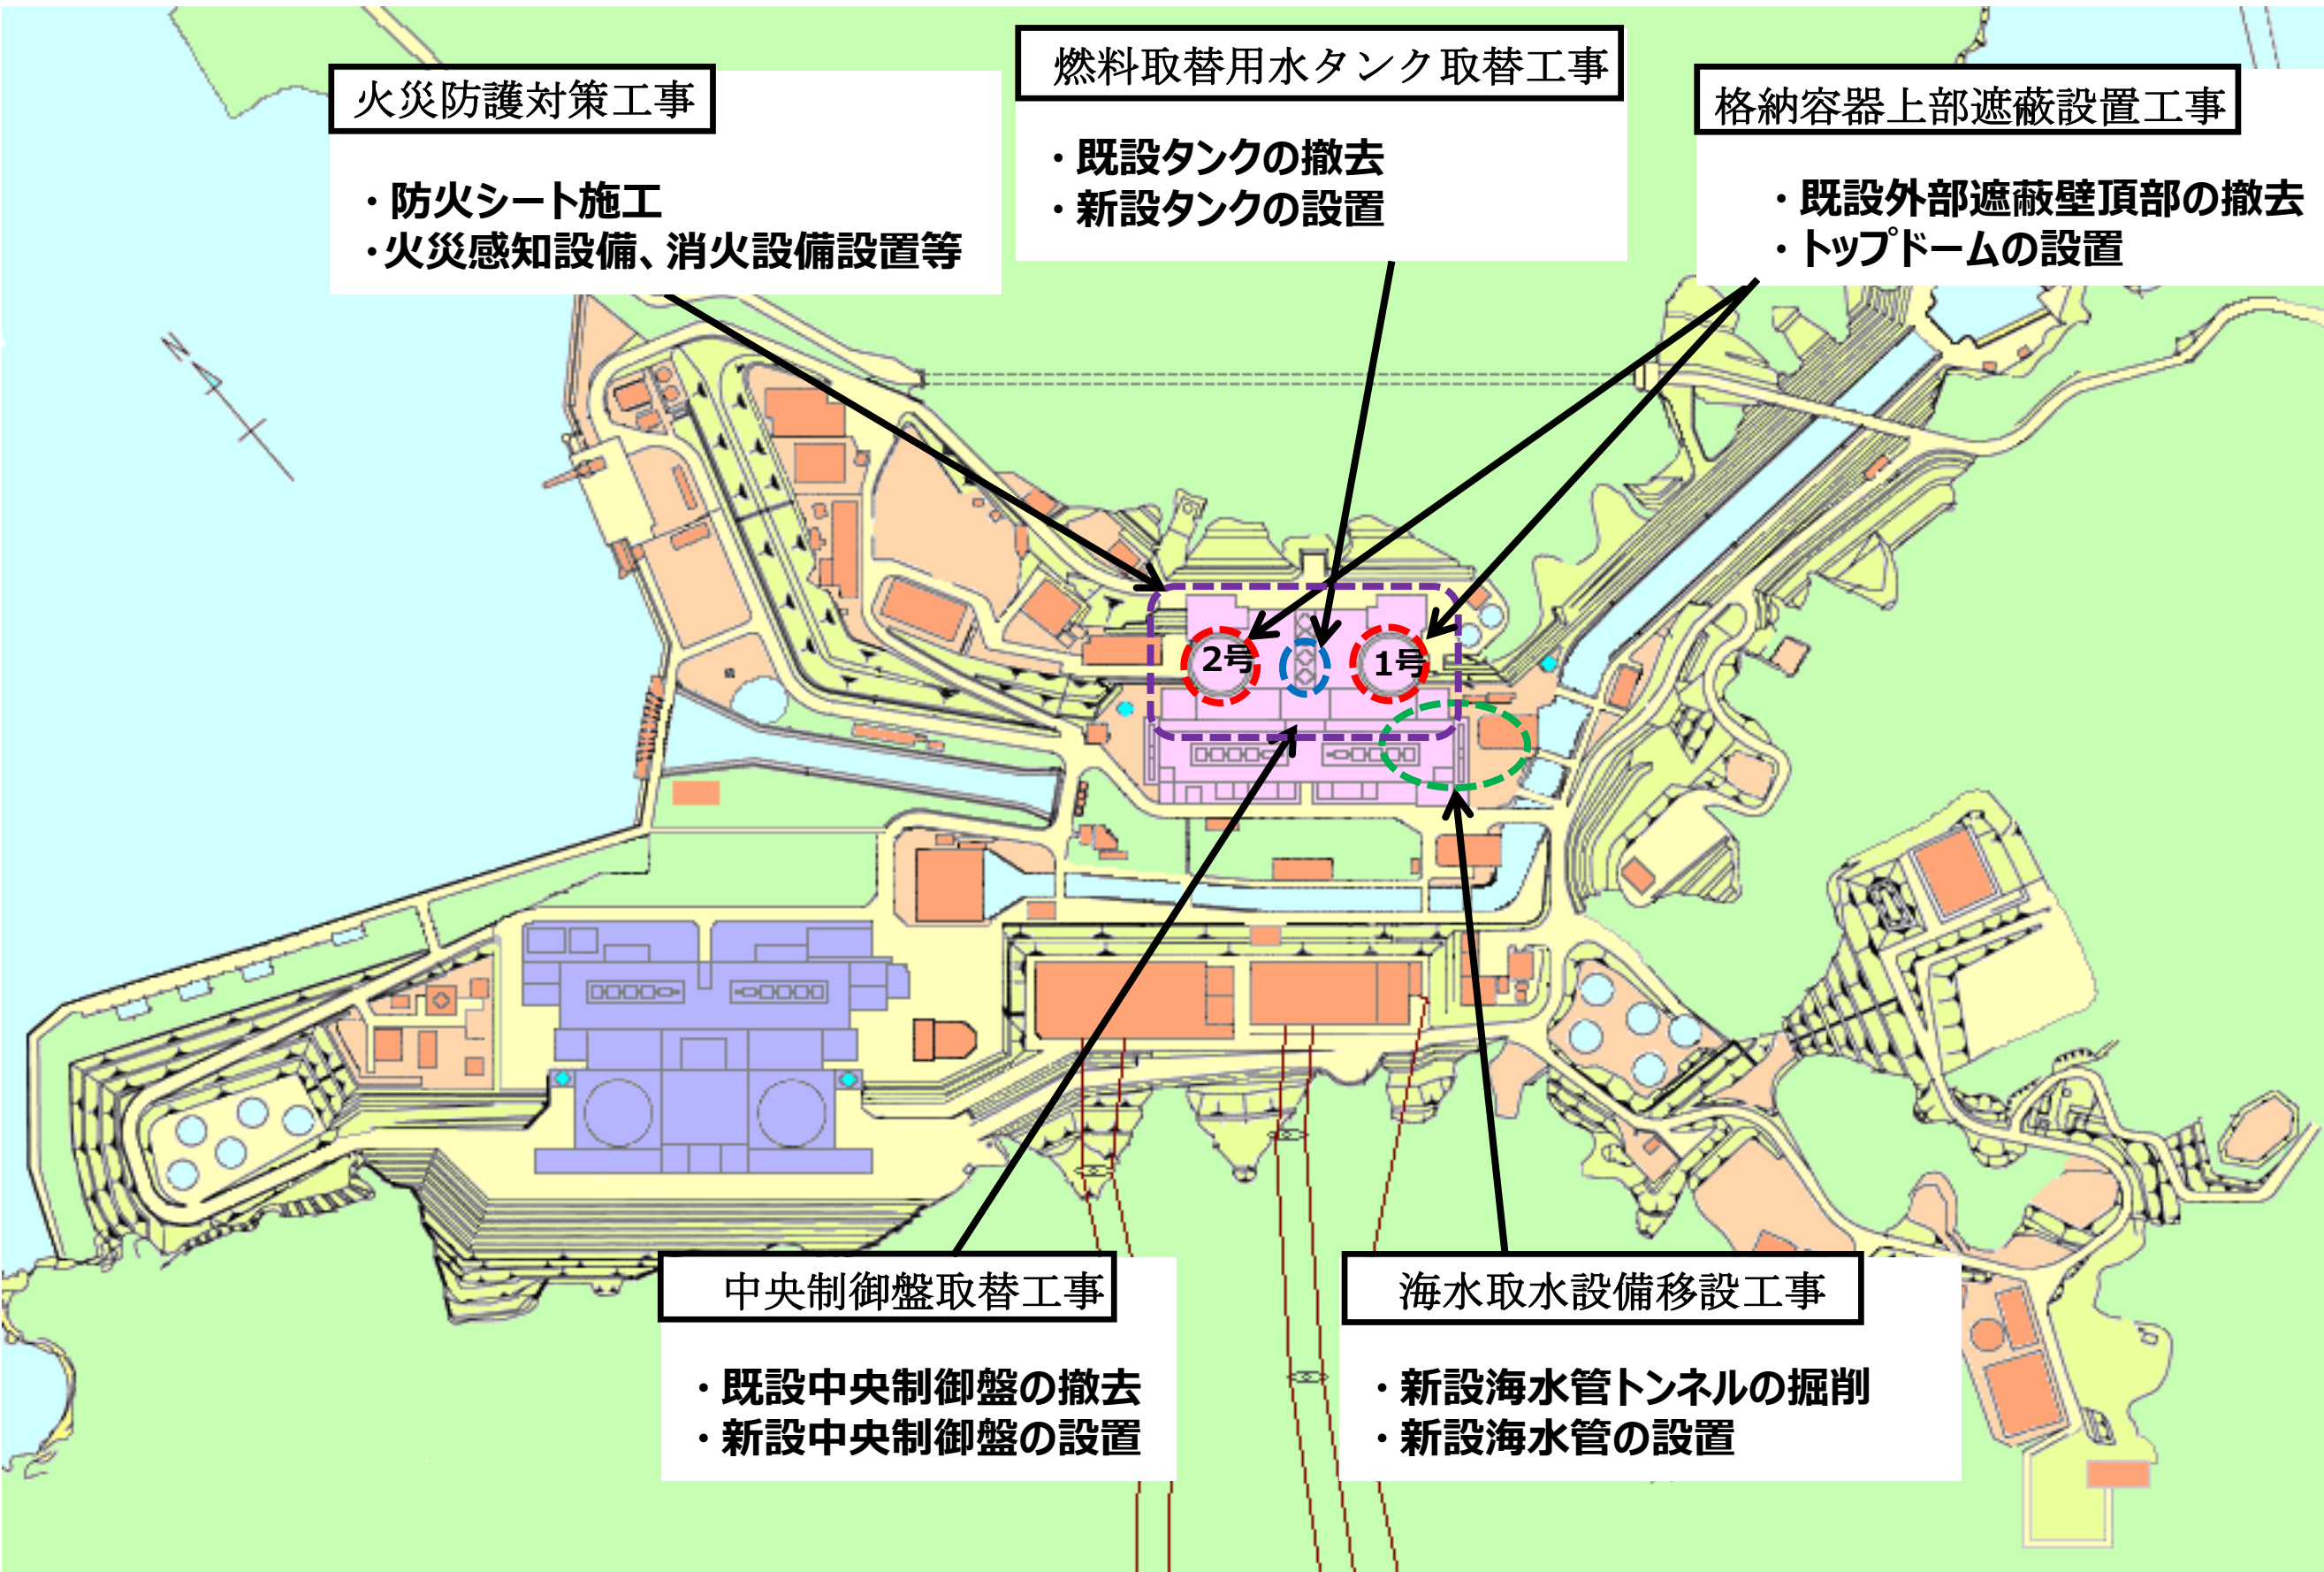 火災防護対策工事
・防火シート施工
・火災感知設備、消火設備設置等
燃料取替用水タンク取替工事
・既設タンクの撤去
・新設タンクの設置
格納容器上部遮蔽設置工事
・既設外部遮蔽壁頂部の撤去
・トップドームの設置
N
2号
1号
中央制御盤取替工事
・既設中央制御盤の撤去
・新設中央制御盤の設置
海水取水設備移設工事
・新設海水管トンネルの掘削
・新設海水管の設置